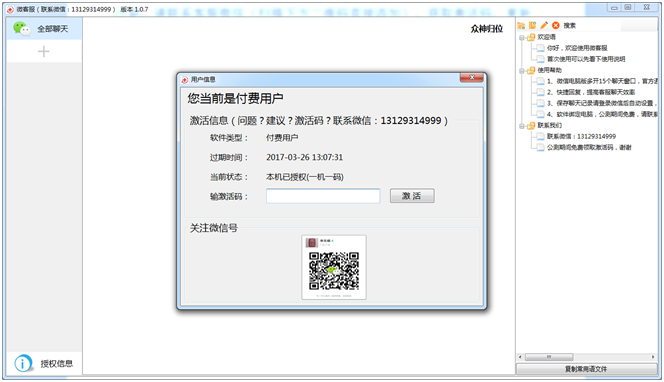 微客服（联系微信：13129314999） 版本 1.0.7
全部聊天
众神归位
用户信息
您当前是付费用户
激活信息（问题？建议？激活码？联系微信：13129314999 ）
软件类型： 付费用户
过期时间： 2017-03-26 13:07:31
当前状态： 本机已授权(一机一码)
输激活码：
激 活
关注微信号
授权信息
搜索
欢迎语
你好，欢迎使用微客服
首次使用可以先看下使用说明
使用帮助
1、微信电脑版多开15个聊天窗口，官方去
2、快捷回复，提高客服聊天效率
3、保存聊天记录请登录微信后自动设置，
4、软件绑定电脑，公测期间免费，请联系
联系我们
联系微信：13129314999
公测期间免费领取激活码，谢谢
复制常用语文件